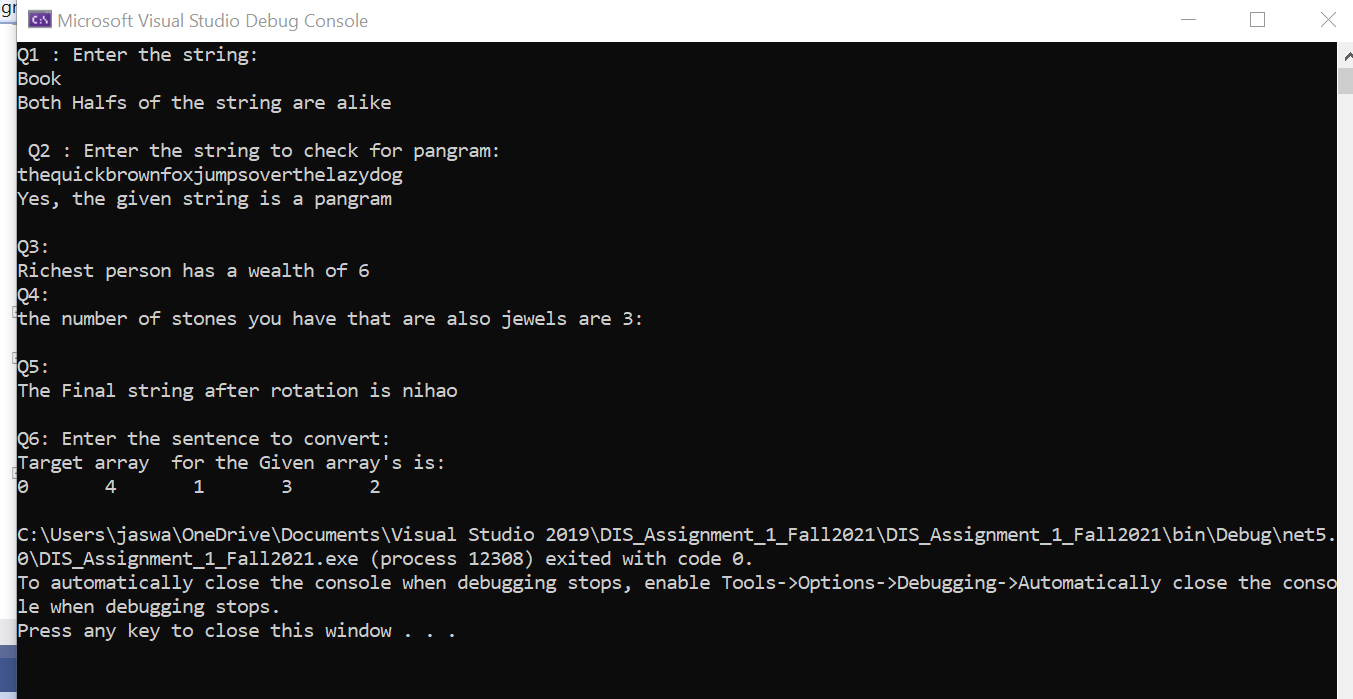 gr
Microsoft Visual Studio Debug Console
Q1 : Enter the string:
Book
Both Halfs of the string are alike
Q2 : Enter the string to check for pangram:
thequickbrownfoxjumpsoverthelazydog
Yes, the given string is a pangram
Q3:
Richest person has a wealth of 6
Q4:
the number of stones you have that are also jewels are 3:
Q5:
The Final string after rotation is nihao
Q6: Enter the sentence to convert:
Target array  for the Given array's is:
0       4       1       3       2
C:\Users\jaswa\OneDrive\Documents\Visual Studio 2019\DIS_Assignment_1_Fall2021\DIS_Assignment_1_Fall2021\bin\Debug\net5.
0\DIS_Assignment_1_Fall2021.exe (process 12308) exited with code 0.
To automatically close the console when debugging stops, enable Tools->Options->Debugging->Automatically close the conso
le when debugging stops.
Press any key to close this window . . .